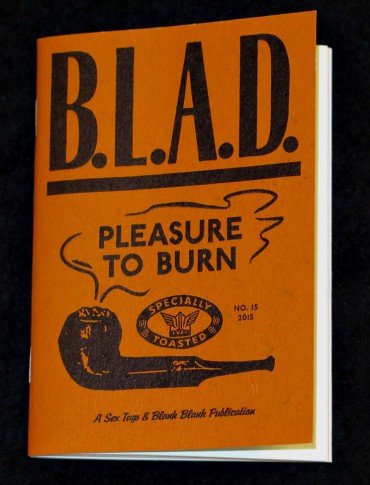 B.L.A.D.
PLEASURE
TO BURN
SPECIALLY
TOASTED
NO. 15
2015
A Sex Tags & Blank Blank Publication